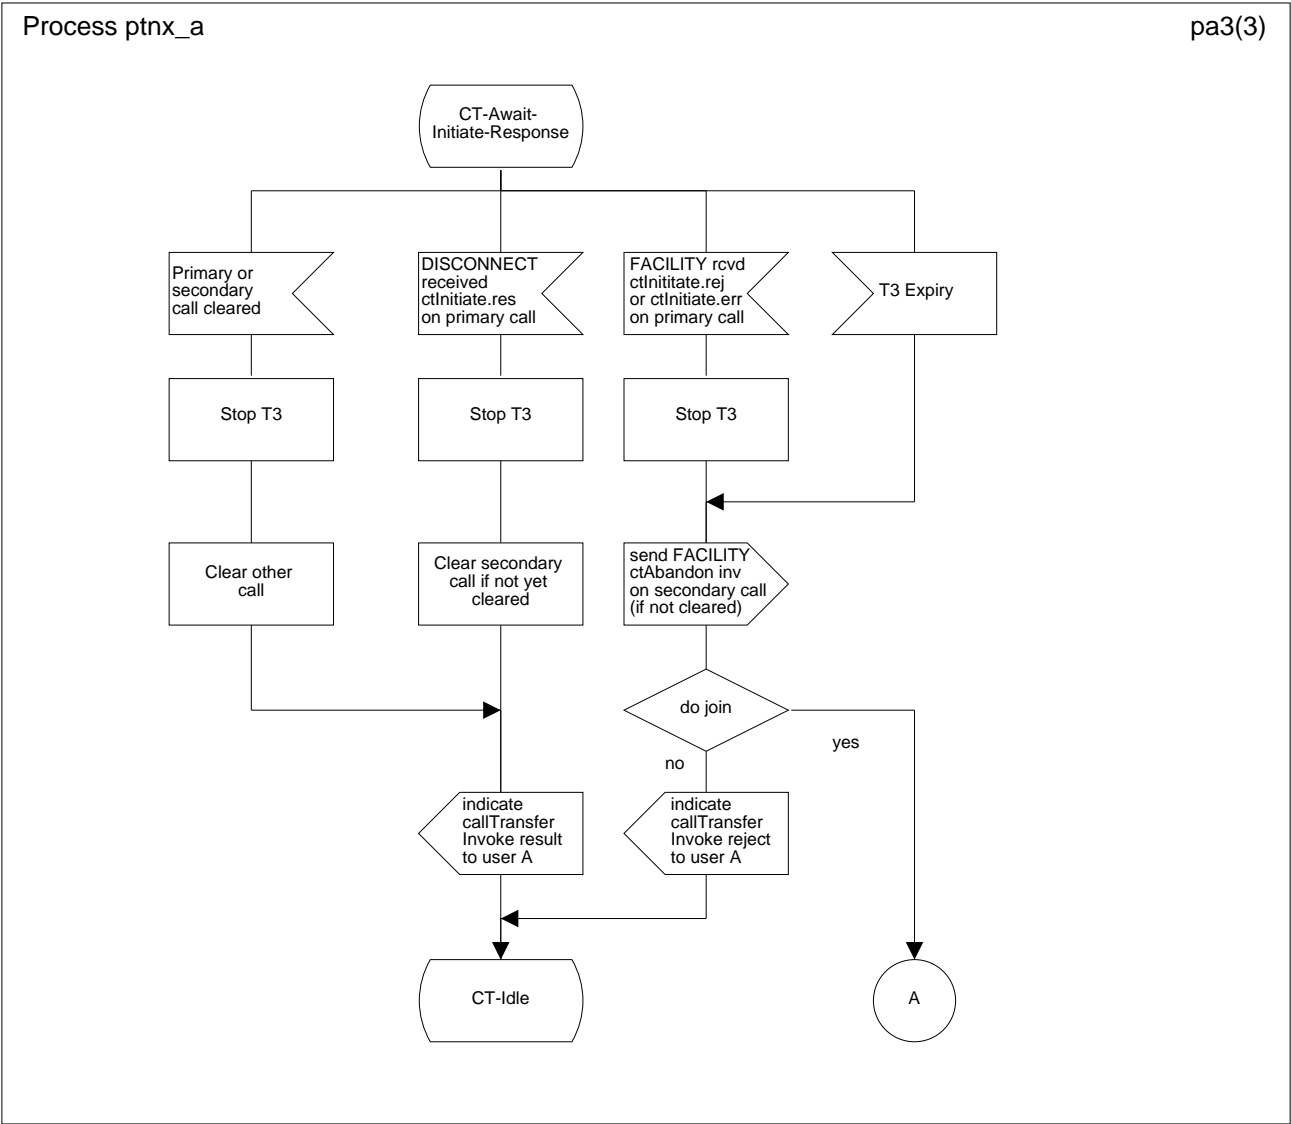 Process ptnx_a
pa3(3)
CT-Await-
Initiate-Response
Primary or
secondary
call cleared
DISCONNECT
received
ctInitiate.res
on primary call
FACILITY rcvd
ctInititate.rej
or ctInitiate.err
on primary call
T3 Expiry
Stop T3
Stop T3
Stop T3
Clear other
call
Clear secondary
call if not yet
cleared
send FACILITY
ctAbandon inv
on secondary call
(if not cleared)
do join
yes
no
indicate
callTransfer
Invoke result
to user A
indicate
callTransfer
Invoke reject
to user A
CT-Idle
A